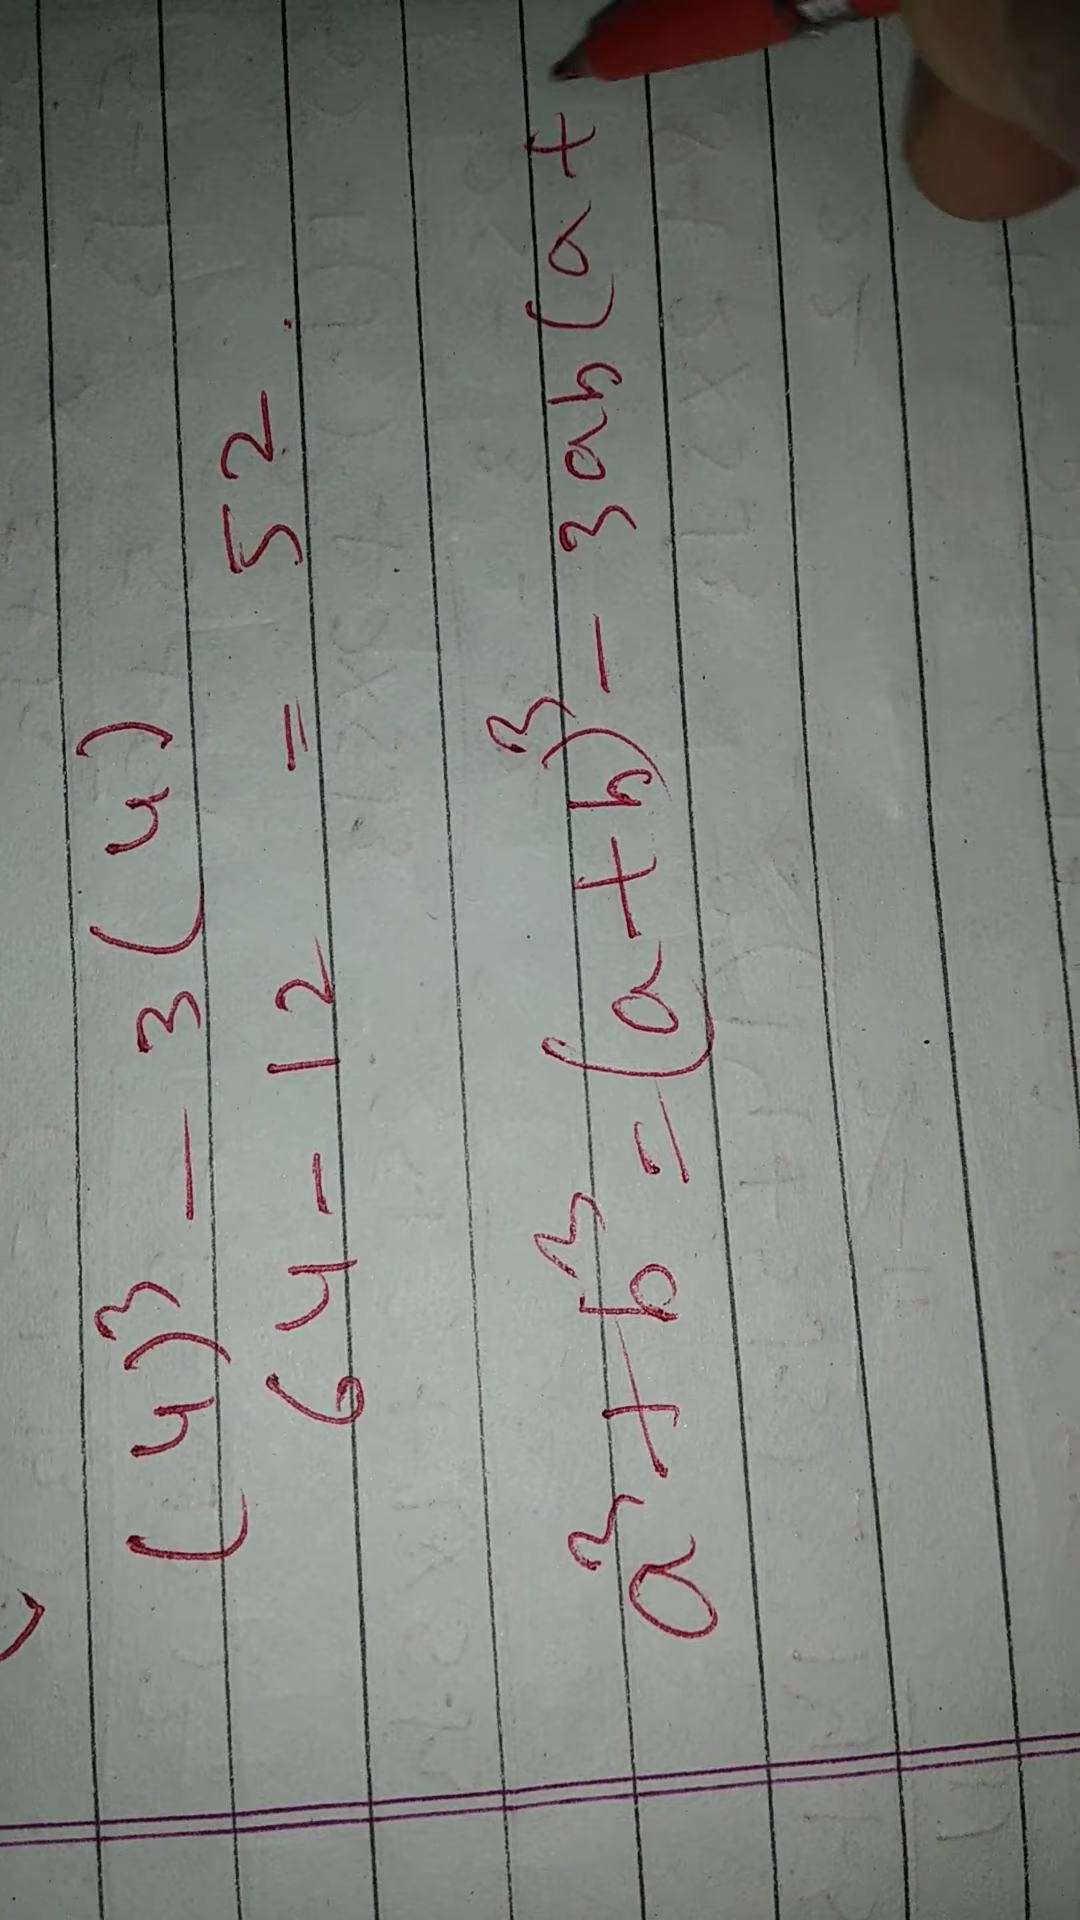 (4)³ - 3(4)
64 - 12 = 52
a³ + b³ = (a+b)³ - 3ab(a+